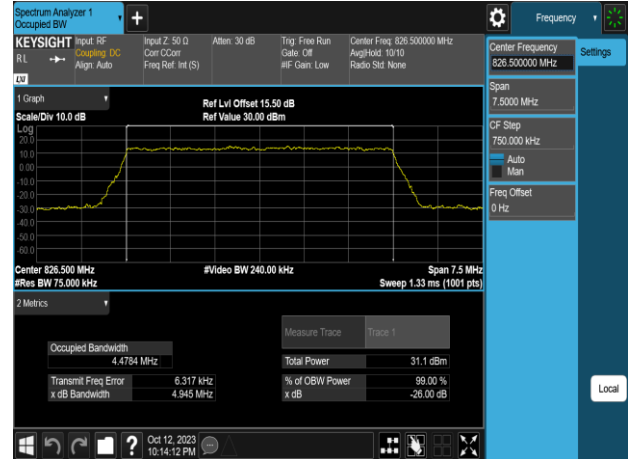 Spectrum Analyzer 1
Occupied BW
+
Frequency
KEYSIGHT
RL
LXI
Input: RF
Coupling: DC
Align: Auto
Input Z: 50 Ω
Corr CCorr
Freq Ref: Int (S)
Atten: 30 dB
Trig: Free Run
Gate: Off
#IF Gain: Low
Center Freq: 826.500000 MHz
Avg|Hold: 10/10
Radio Std: None
Center Frequency
826.500000 MHz
Settings
Span
7.5000 MHz
CF Step
750.000 kHz
Auto
Man
Freq Offset
0 Hz
Local
1 Graph
Scale/Div 10.0 dB
Ref Lvl Offset 15.50 dB
Ref Value 30.00 dBm
Log
20.0
10.0
0.00
-10.0
-20.0
-30.0
-40.0
-50.0
-60.0
Center 826.500 MHz
#Video BW 240.00 kHz
Span 7.5 MHz
#Res BW 75.000 kHz
Sweep 1.33 ms (1001 pts)
2 Metrics
Measure Trace
Trace 1
Occupied Bandwidth
4.4784 MHz
Total Power
31.1 dBm
Transmit Freq Error
6.317 kHz
% of OBW Power
99.00 %
x dB Bandwidth
4.945 MHz
x dB
-26.00 dB
?
Oct 12, 2023
10:14:12 PM